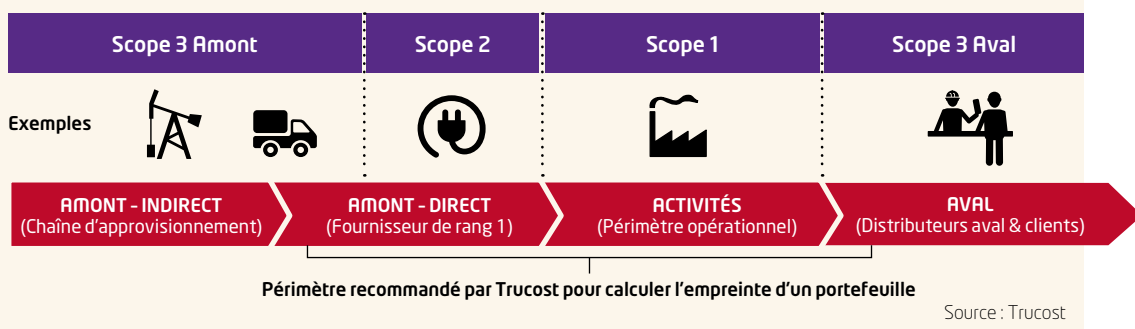 Scope 3 Amont
Scope 2
Scope 1
Scope 3 Aval
Exemples
AMONT - INDIRECT
(Chaîne d'approvisionnement)
AMONT - DIRECT
(Fournisseur de rang 1)
ACTIVITÉS
(Périmètre opérationnel)
AVAL
(Distributeurs aval & clients)
Périmètre recommandé par Trucost pour calculer l'empreinte d'un portefeuille
Source : Trucost